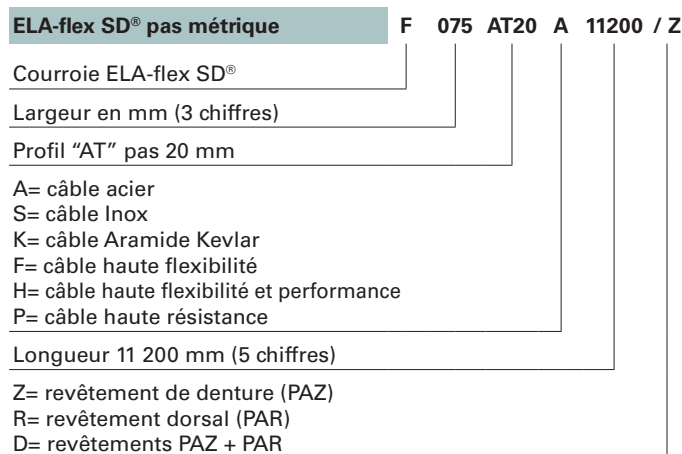 ELA-flex SD® pas métrique F 075 AT20 A 11200 / Z
Courroie ELA-flex SD®
Largeur en mm (3 chiffres)
Profil “AT” pas 20 mm
A= câble acier
S= câble Inox
K= câble Aramide Kevlar
F= câble haute flexibilité
H= câble haute flexibilité et performance
P= câble haute résistance
Longueur 11 200 mm (5 chiffres)
Z= revêtement de denture (PAZ)
R= revêtement dorsal (PAR)
D= revêtements PAZ + PAR